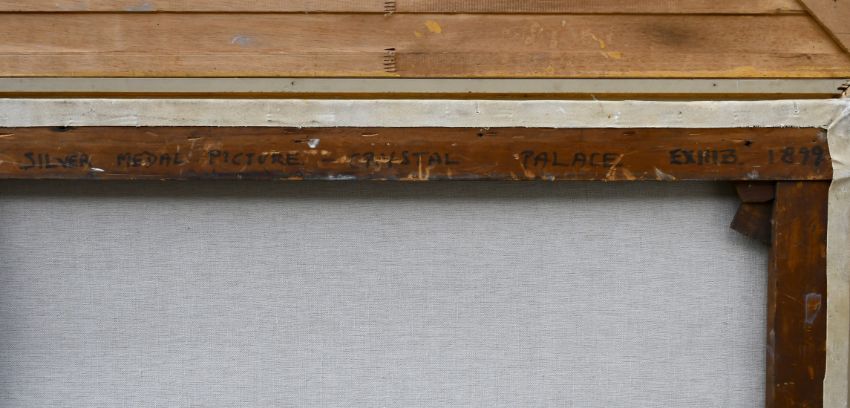 SILVER MEDAL PICTURE - CRYSTAL PALACE EXHIB. 1899